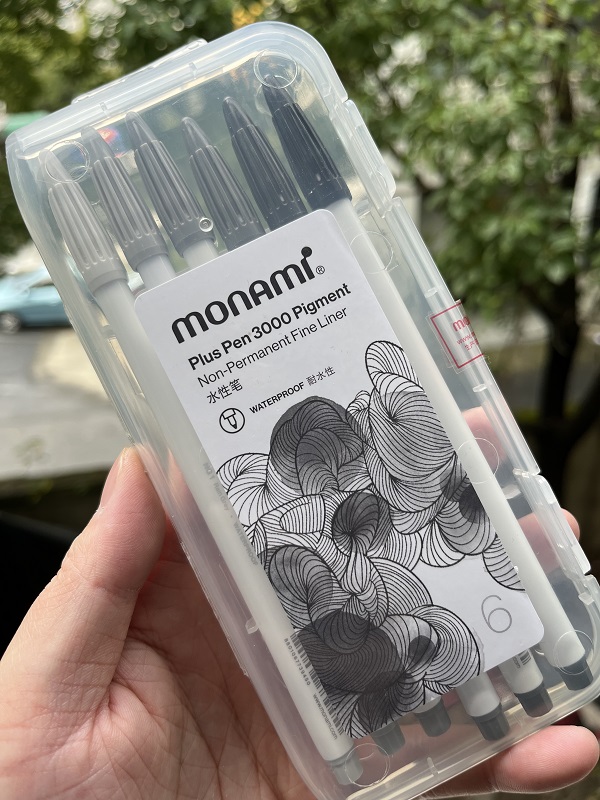 monami®
Plus Pen 3000 Pigment
Non-Permanent Fine Liner
水性笔
WATERPROOF 耐水性
6